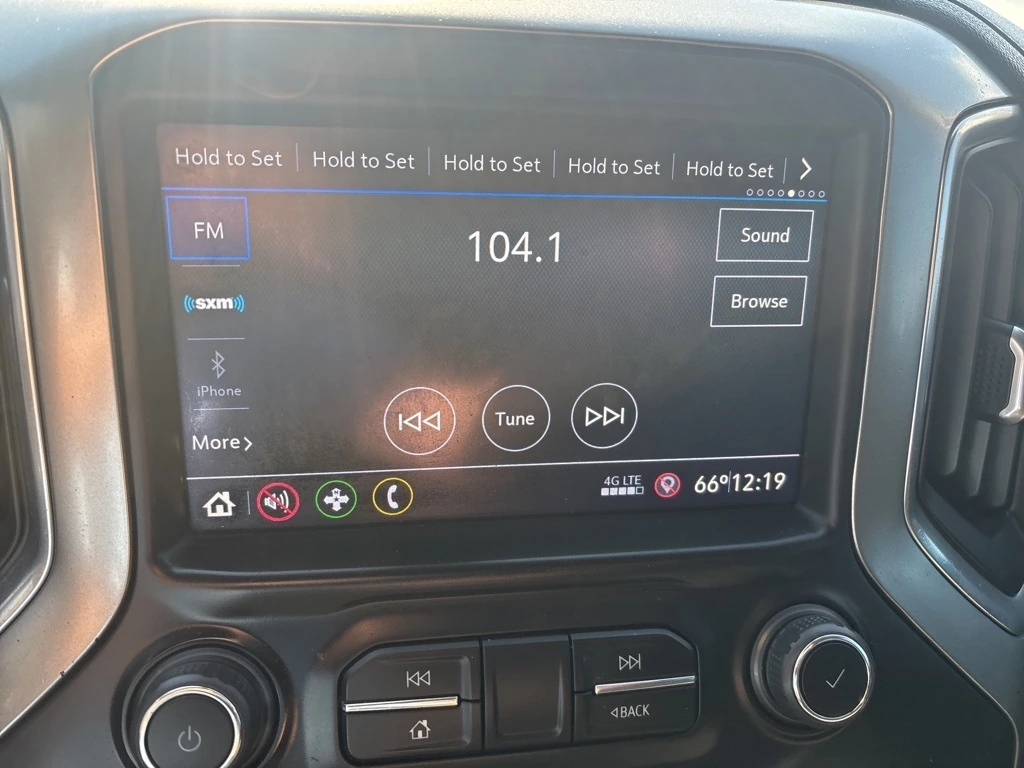 Hold to Set Hold to Set Hold to Set Hold to Set Hold to Set
FM
104.1
Sound
sxm
Browse
iPhone
Tune
More
4G LTE
66° 12:19
BACK